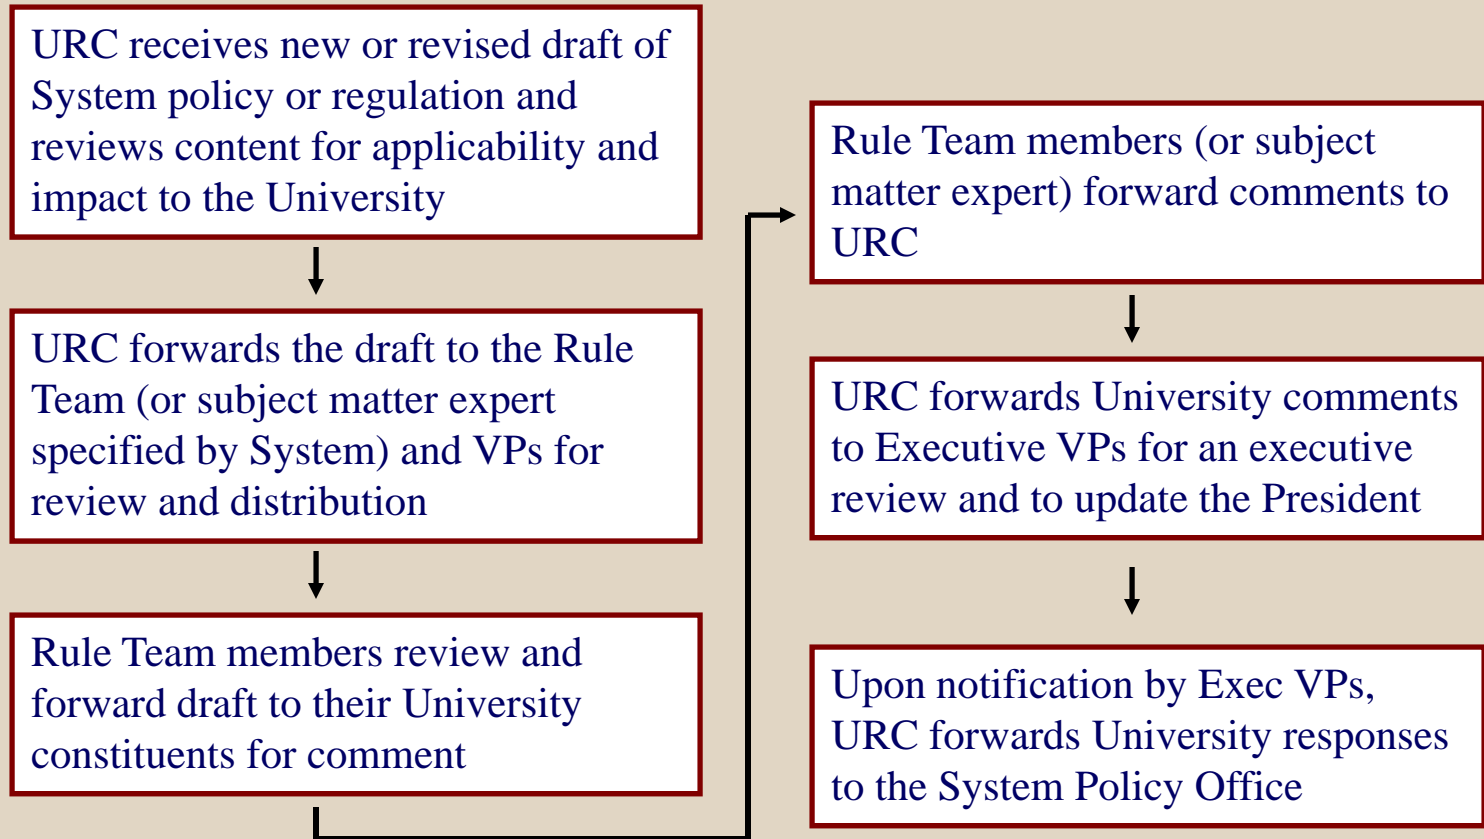 URC receives new or revised draft of
System policy or regulation and
reviews content for applicability and
impact to the University
URC forwards the draft to the Rule
Team (or subject matter expert
specified by System) and VPs for
review and distribution
Rule Team members review and
forward draft to their University
constituents for comment
Rule Team members (or subject
matter expert) forward comments to
URC
URC forwards University comments
to Executive VPs for an executive
review and to update the President
Upon notification by Exec VPs,
URC forwards University responses
to the System Policy Office